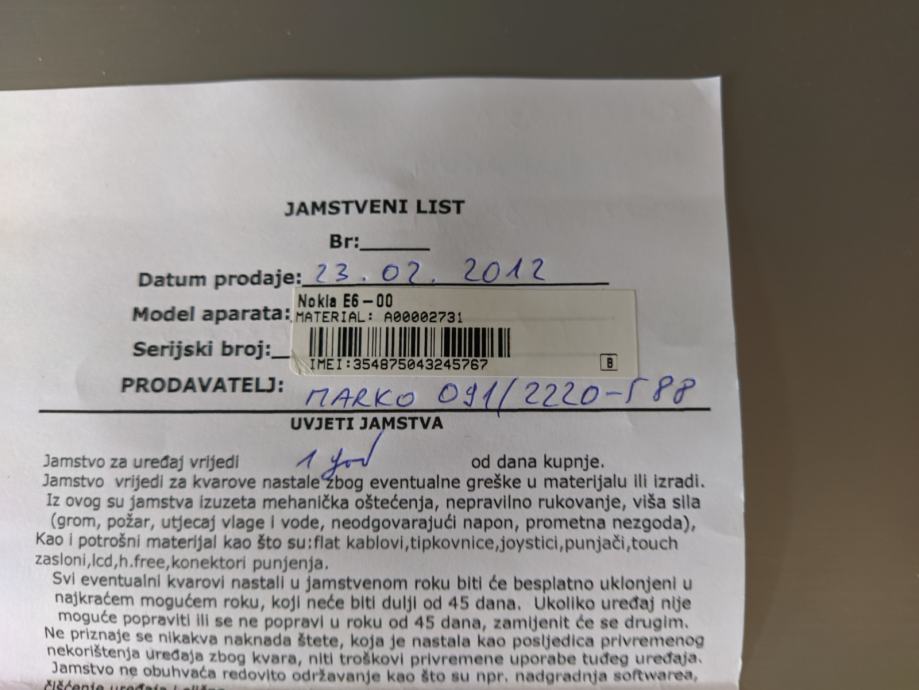 JAMSTVENI LIST
Br:______
Datum prodaje: 23.02.2012
Model aparata: Nokia E6-00
MATERIAL: A00002731
Serijski broj:_
IMEI:354875043245767
B
PRODAVATELJ: MARKO 091/2220-588
UVJETI JAMSTVA
Jamstvo za uređaj vrijedi 1 god od dana kupnje.
Jamstvo vrijedi za kvarove nastale zbog eventualne greške u materijalu ili izradi.
Iz ovog su jamstva izuzeta mehanička oštećenja, nepravilno rukovanje, viša sila
(grom, požar, utjecaj vlage i vode, neodgovarajući napon, prometna nezgoda),
Kao i potrošni materijal kao što su:flat kablovi,tipkovnice,joystici,punjači,touch
zasloni,lcd,h.free,konektori punjenja.
Svi eventualni kvarovi nastali u jamstvenom roku biti će besplatno uklonjeni u
najkraćem mogućem roku, koji neće biti dulji od 45 dana. Ukoliko uređaj nije
moguće popraviti ili se ne popravi u roku od 45 dana, zamijenit će se drugim.
Ne priznaje se nikakva naknada štete, koja je nastala kao posljedica privremenog
nekorištenja uređaja zbog kvara, niti troškovi privremene uporabe tuđeg uređaja.
Jamstvo ne obuhvaća redovito održavanje kao što su npr. nadgradnja softwarea,
čišćenje uređaja i slično